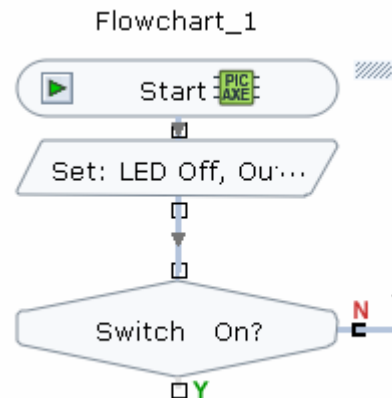 Flowchart_1
Start PIC AXE
Set: LED Off, Ou...
Switch On?
N
Y